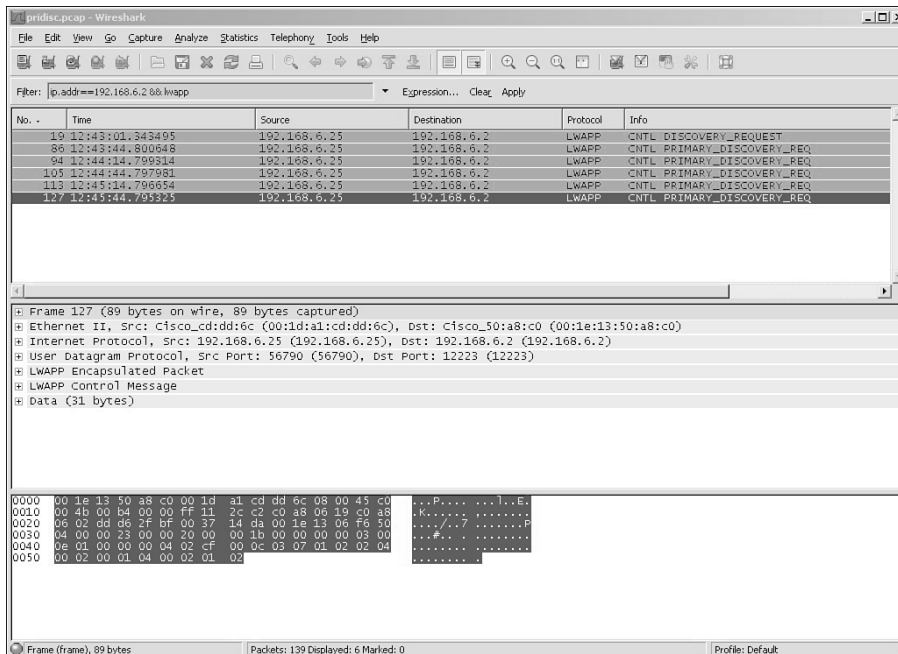 pridisc.pcap - Wireshark
File Edit View Go Capture Analyze Statistics Telephony Tools Help
Filter: ip.addr==192.168.6.2 && lwapp Expression... Clear Apply
No. - Time Source Destination Protocol Info
19 12:43:01.343495 192.168.6.25 192.168.6.2 LWAPP CNTL DISCOVERY_REQUEST
86 12:43:44.800648 192.168.6.25 192.168.6.2 LWAPP CNTL PRIMARY_DISCOVERY_REQ
94 12:44:14.799314 192.168.6.25 192.168.6.2 LWAPP CNTL PRIMARY_DISCOVERY_REQ
105 12:44:44.797981 192.168.6.25 192.168.6.2 LWAPP CNTL PRIMARY_DISCOVERY_REQ
113 12:45:14.796654 192.168.6.25 192.168.6.2 LWAPP CNTL PRIMARY_DISCOVERY_REQ
127 12:45:44.795325 192.168.6.25 192.168.6.2 LWAPP CNTL PRIMARY_DISCOVERY_REQ
Frame 127 (89 bytes on wire, 89 bytes captured)
Ethernet II, Src: Cisco_cd:dd:6c (00:1d:a1:cd:dd:6c), Dst: Cisco_50:a8:c0 (00:1e:13:50:a8:c0)
Internet Protocol, Src: 192.168.6.25 (192.168.6.25), Dst: 192.168.6.2 (192.168.6.2)
User Datagram Protocol, Src Port: 56790 (56790), Dst Port: 12223 (12223)
LWAPP Encapsulated Packet
LWAPP Control Message
Data (31 bytes)
0000 00 1e 13 50 a8 c0 00 1d a1 cd dd 6c 08 00 45 c0 ...P.... ...l..E.
0010 00 4b 00 b4 00 00 ff 11 2c c2 c0 a8 06 19 c0 a8 .K...... ,.......
0020 06 02 dd d6 2f bf 00 37 14 da 00 1e 13 06 f6 50 ..../..7 .......P
0030 04 00 00 23 00 00 20 00 00 1b 00 00 00 00 03 00 ...#.. . ........
0040 0e 01 00 00 00 04 02 cf 00 0c 03 07 01 02 02 04 ........ ........
0050 00 02 00 01 04 00 02 01 02 ........ .
Frame (frame), 89 bytes Packets: 139 Displayed: 6 Marked: 0 Profile: Default